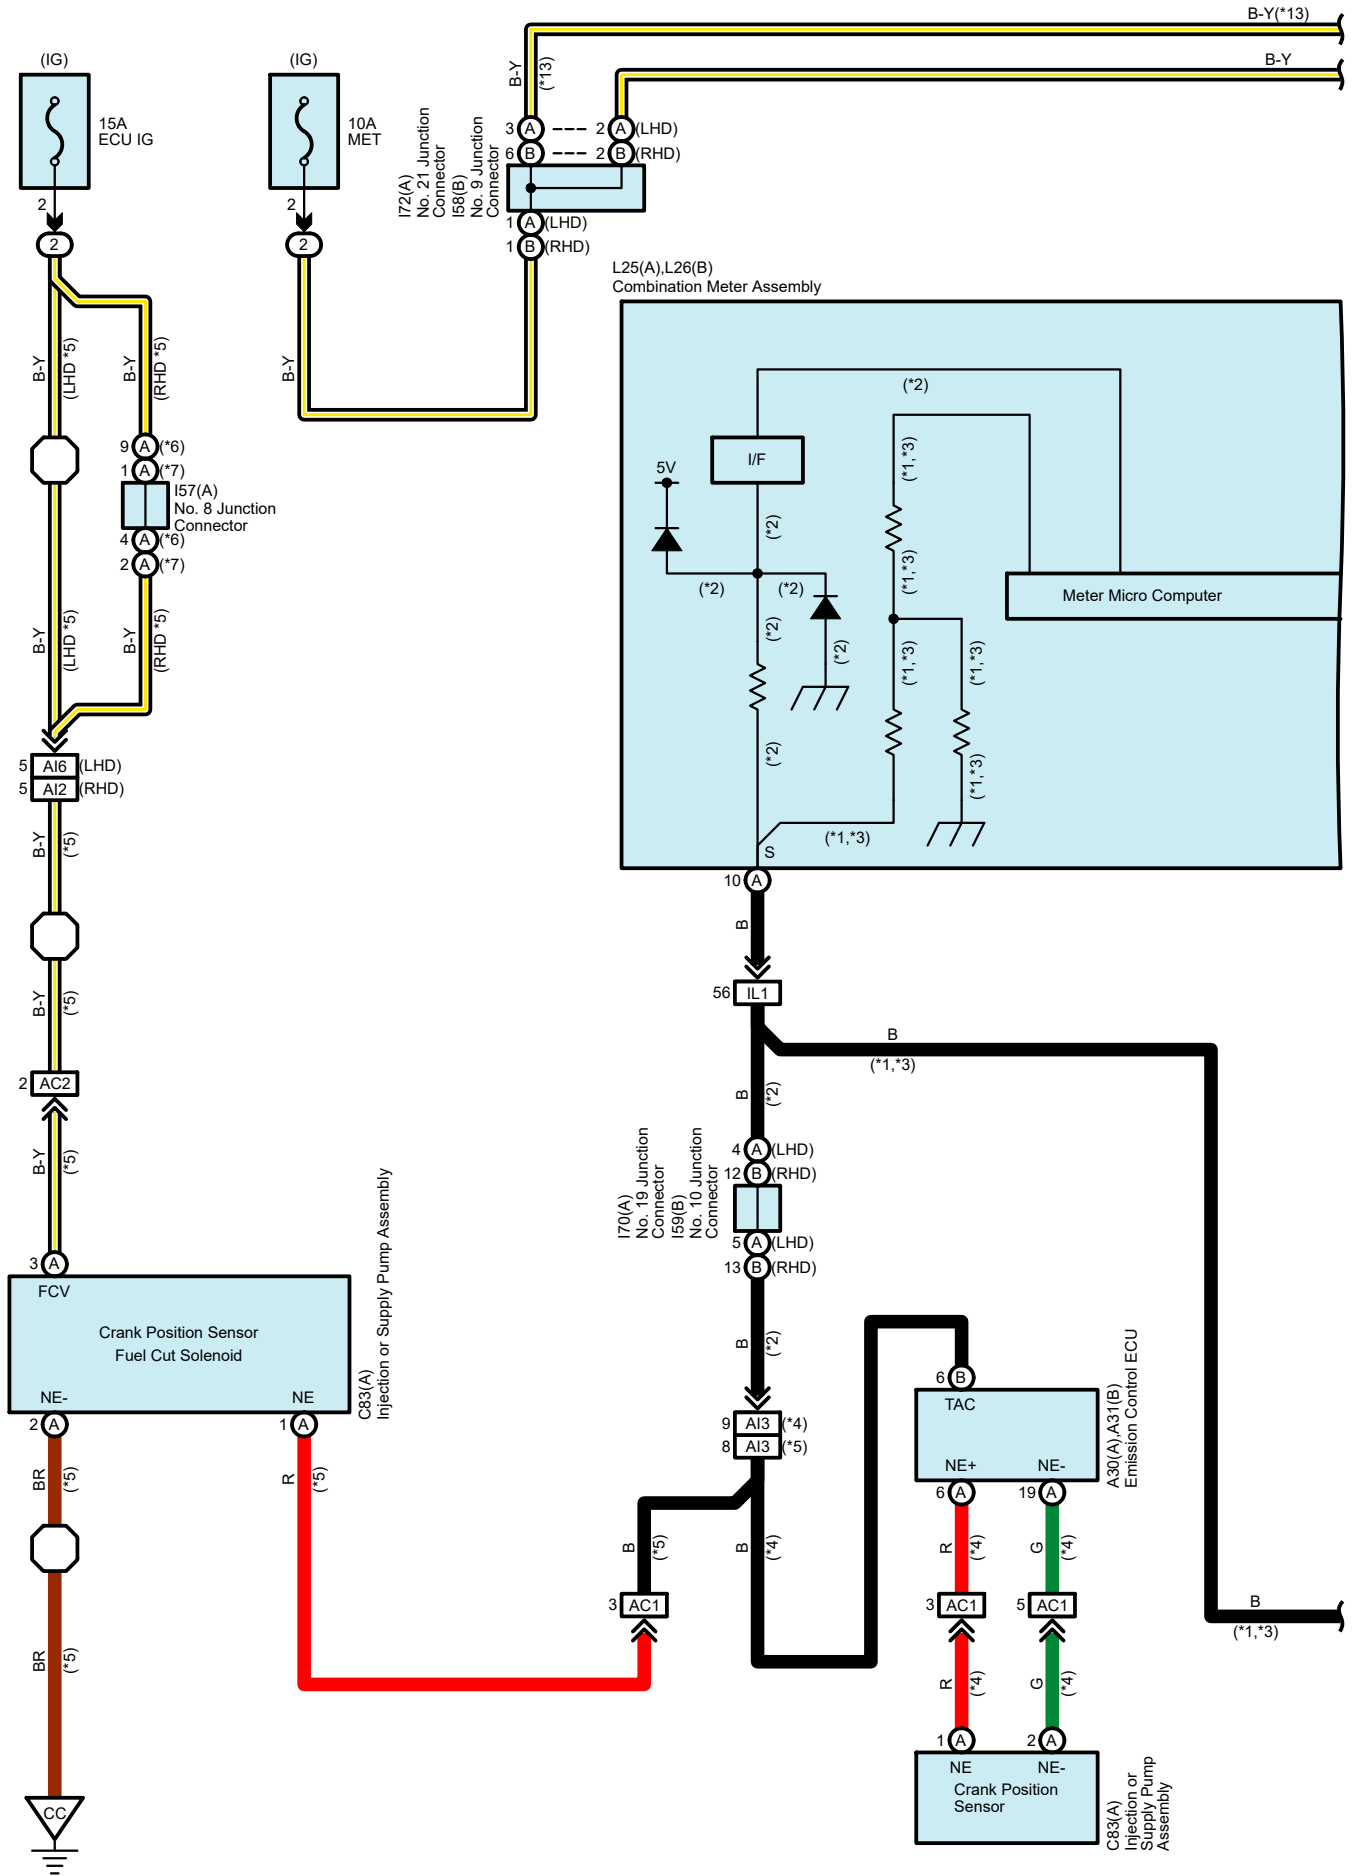 B-Y(*13)
B-Y
(IG)
(IG)
15A
ECU IG
10A
MET
B-Y
(*13)
3 A
2 A (LHD)
6 B
2 B (RHD)
I72(A)
No. 21 Junction
Connector
I58(B)
No. 9 Junction
Connector
2
2
1 A (LHD)
2
2
1 B (RHD)
L25(A),L26(B)
Combination Meter Assembly
B-Y
(LHD *5)
B-Y
(RHD *5)
B-Y
(*2)
(*1,*3)
I/F
5V
9 A (*6)
1 A (*7)
I57(A)
No. 8 Junction
Connector
4 A (*6)
2 A (*7)
(*2)
(*1,*3)
(*2)
(*2)
Meter Micro Computer
B-Y
(LHD *5)
B-Y
(RHD *5)
(*2)
(*2)
(*1,*3)
(*1,*3)
(*2)
(*1,*3)
(*1,*3)
S
5 AI6 (LHD)
5 AI2 (RHD)
B-Y
(*5)
10 A
B
56 IL1
B-Y
(*5)
B
(*1,*3)
2 AC2
B
(*2)
B-Y
(*5)
4 A (LHD)
12 B (RHD)
I70(A)
No. 19 Junction
Connector
I59(B)
No. 10 Junction
Connector
5 A (LHD)
13 B (RHD)
3 A
FCV
Crank Position Sensor
Fuel Cut Solenoid
NE-
NE
C83(A)
Injection or Supply Pump Assembly
B
(*2)
2 A
1 A
9 AI3 (*4)
8 AI3 (*5)
6 B
TAC
NE+
NE-
A30(A),A31(B)
Emission Control ECU
6 A
19 A
BR
(*5)
R
(*5)
B
(*5)
B
(*4)
R
(*4)
G
(*4)
3 AC1
3 AC1
5 AC1
B
(*1,*3)
BR
(*5)
R
(*4)
G
(*4)
1 A
2 A
NE
NE-
Crank Position
Sensor
C83(A)
Injection or
Supply Pump
Assembly
CC